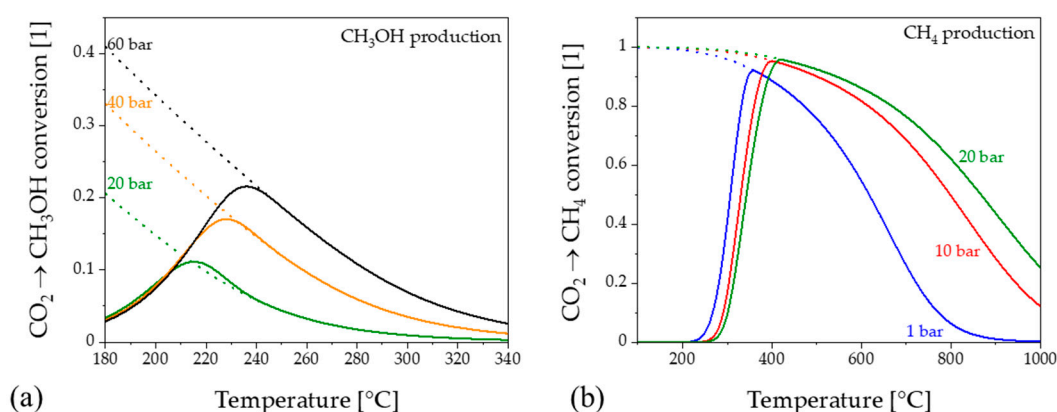 CH₃OH production
60 bar
40 bar
20 bar
CO₂ → CH₃OH conversion [1]
0.4
0.3
0.2
0.1
0
180 200 220 240 260 280 300 320 340
(a) Temperature [°C]
CH₄ production
20 bar
10 bar
1 bar
CO₂ → CH₄ conversion [1]
1
0.8
0.6
0.4
0.2
0
200 400 600 800 1000
(b) Temperature [°C]